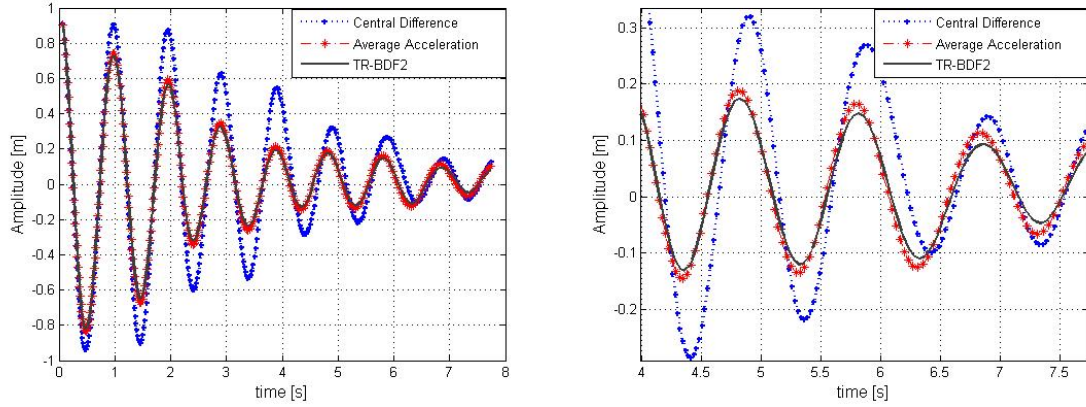 1
0.8
0.6
0.4
0.2
0
-0.2
-0.4
-0.6
-0.8
-1
Amplitude [m]
0 1 2 3 4 5 6 7 8
time [s]
Central Difference
Average Acceleration
TR-BDF2
0.3
0.2
0.1
0
-0.1
-0.2
Amplitude [m]
4 4.5 5 5.5 6 6.5 7 7.5
time [s]
Central Difference
Average Acceleration
TR-BDF2